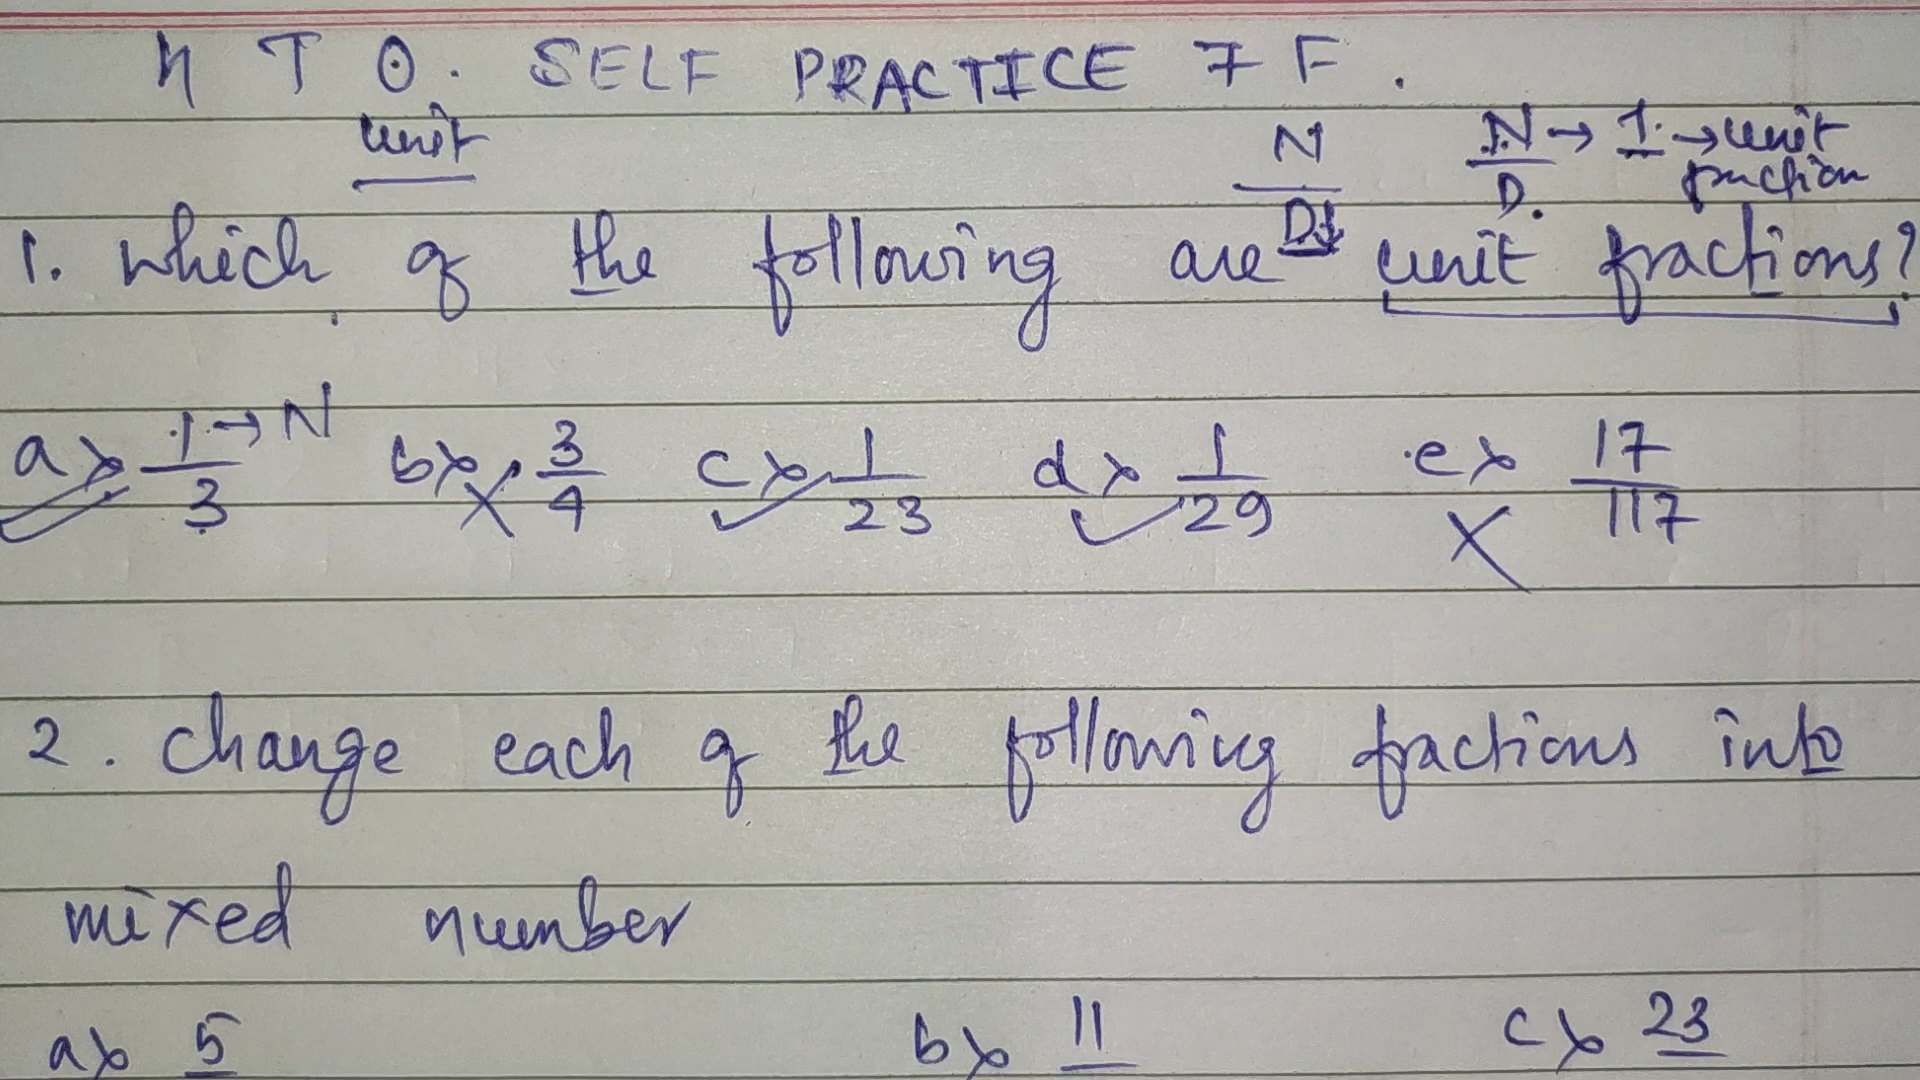 N T O. SELF PRACTICE 7 F.
unit
N/D N/D. → 1. → unit fraction
1. which of the following are unit fractions?
a> 1/3 → N b> 3/4 c> 1/23 d> 1/29 e> 17/117
2. change each of the following fractions into
mixed number
a> 5 b> 11 c> 23